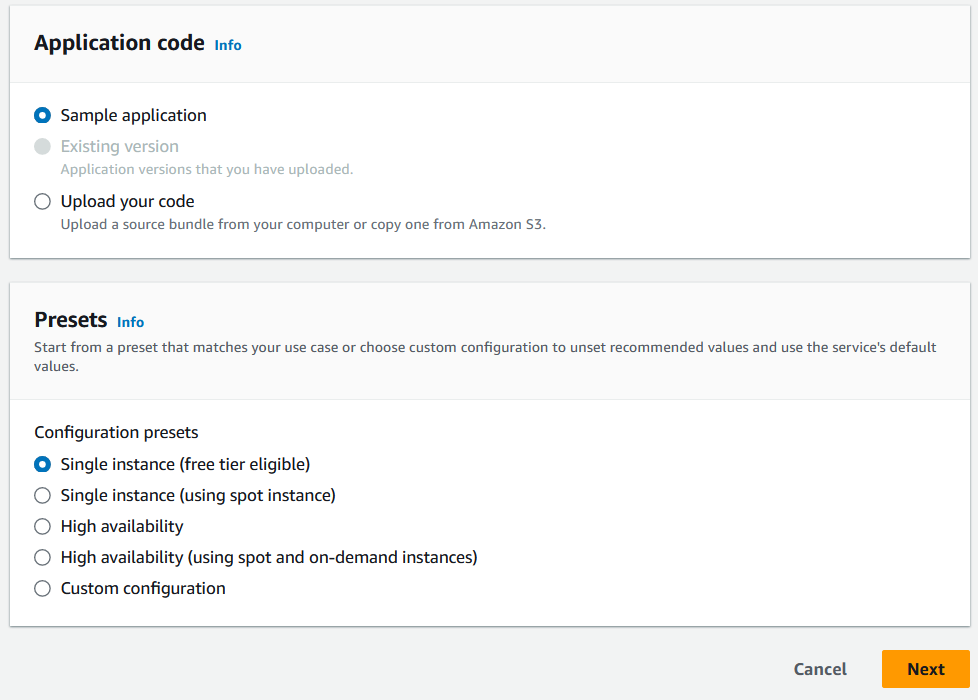 Application code Info
Sample application
Existing version
Application versions that you have uploaded.
Upload your code
Upload a source bundle from your computer or copy one from Amazon S3.
Presets Info
Start from a preset that matches your use case or choose custom configuration to unset recommended values and use the service's default
values.
Configuration presets
Single instance (free tier eligible)
Single instance (using spot instance)
High availability
High availability (using spot and on-demand instances)
Custom configuration
Cancel Next